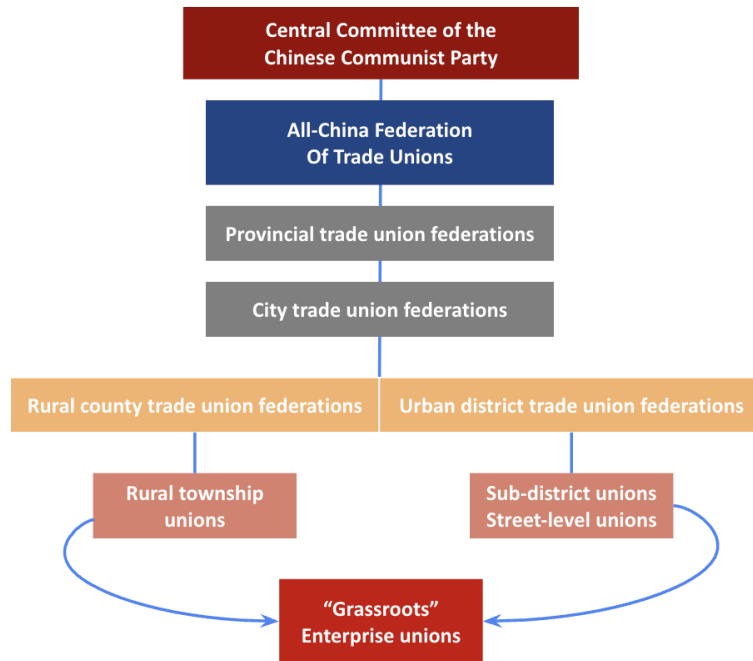 Central Committee of the
Chinese Communist Party
All-China Federation
Of Trade Unions
Provincial trade union federations
City trade union federations
Rural county trade union federations
Urban district trade union federations
Rural township
unions
Sub-district unions
Street-level unions
“Grassroots”
Enterprise unions